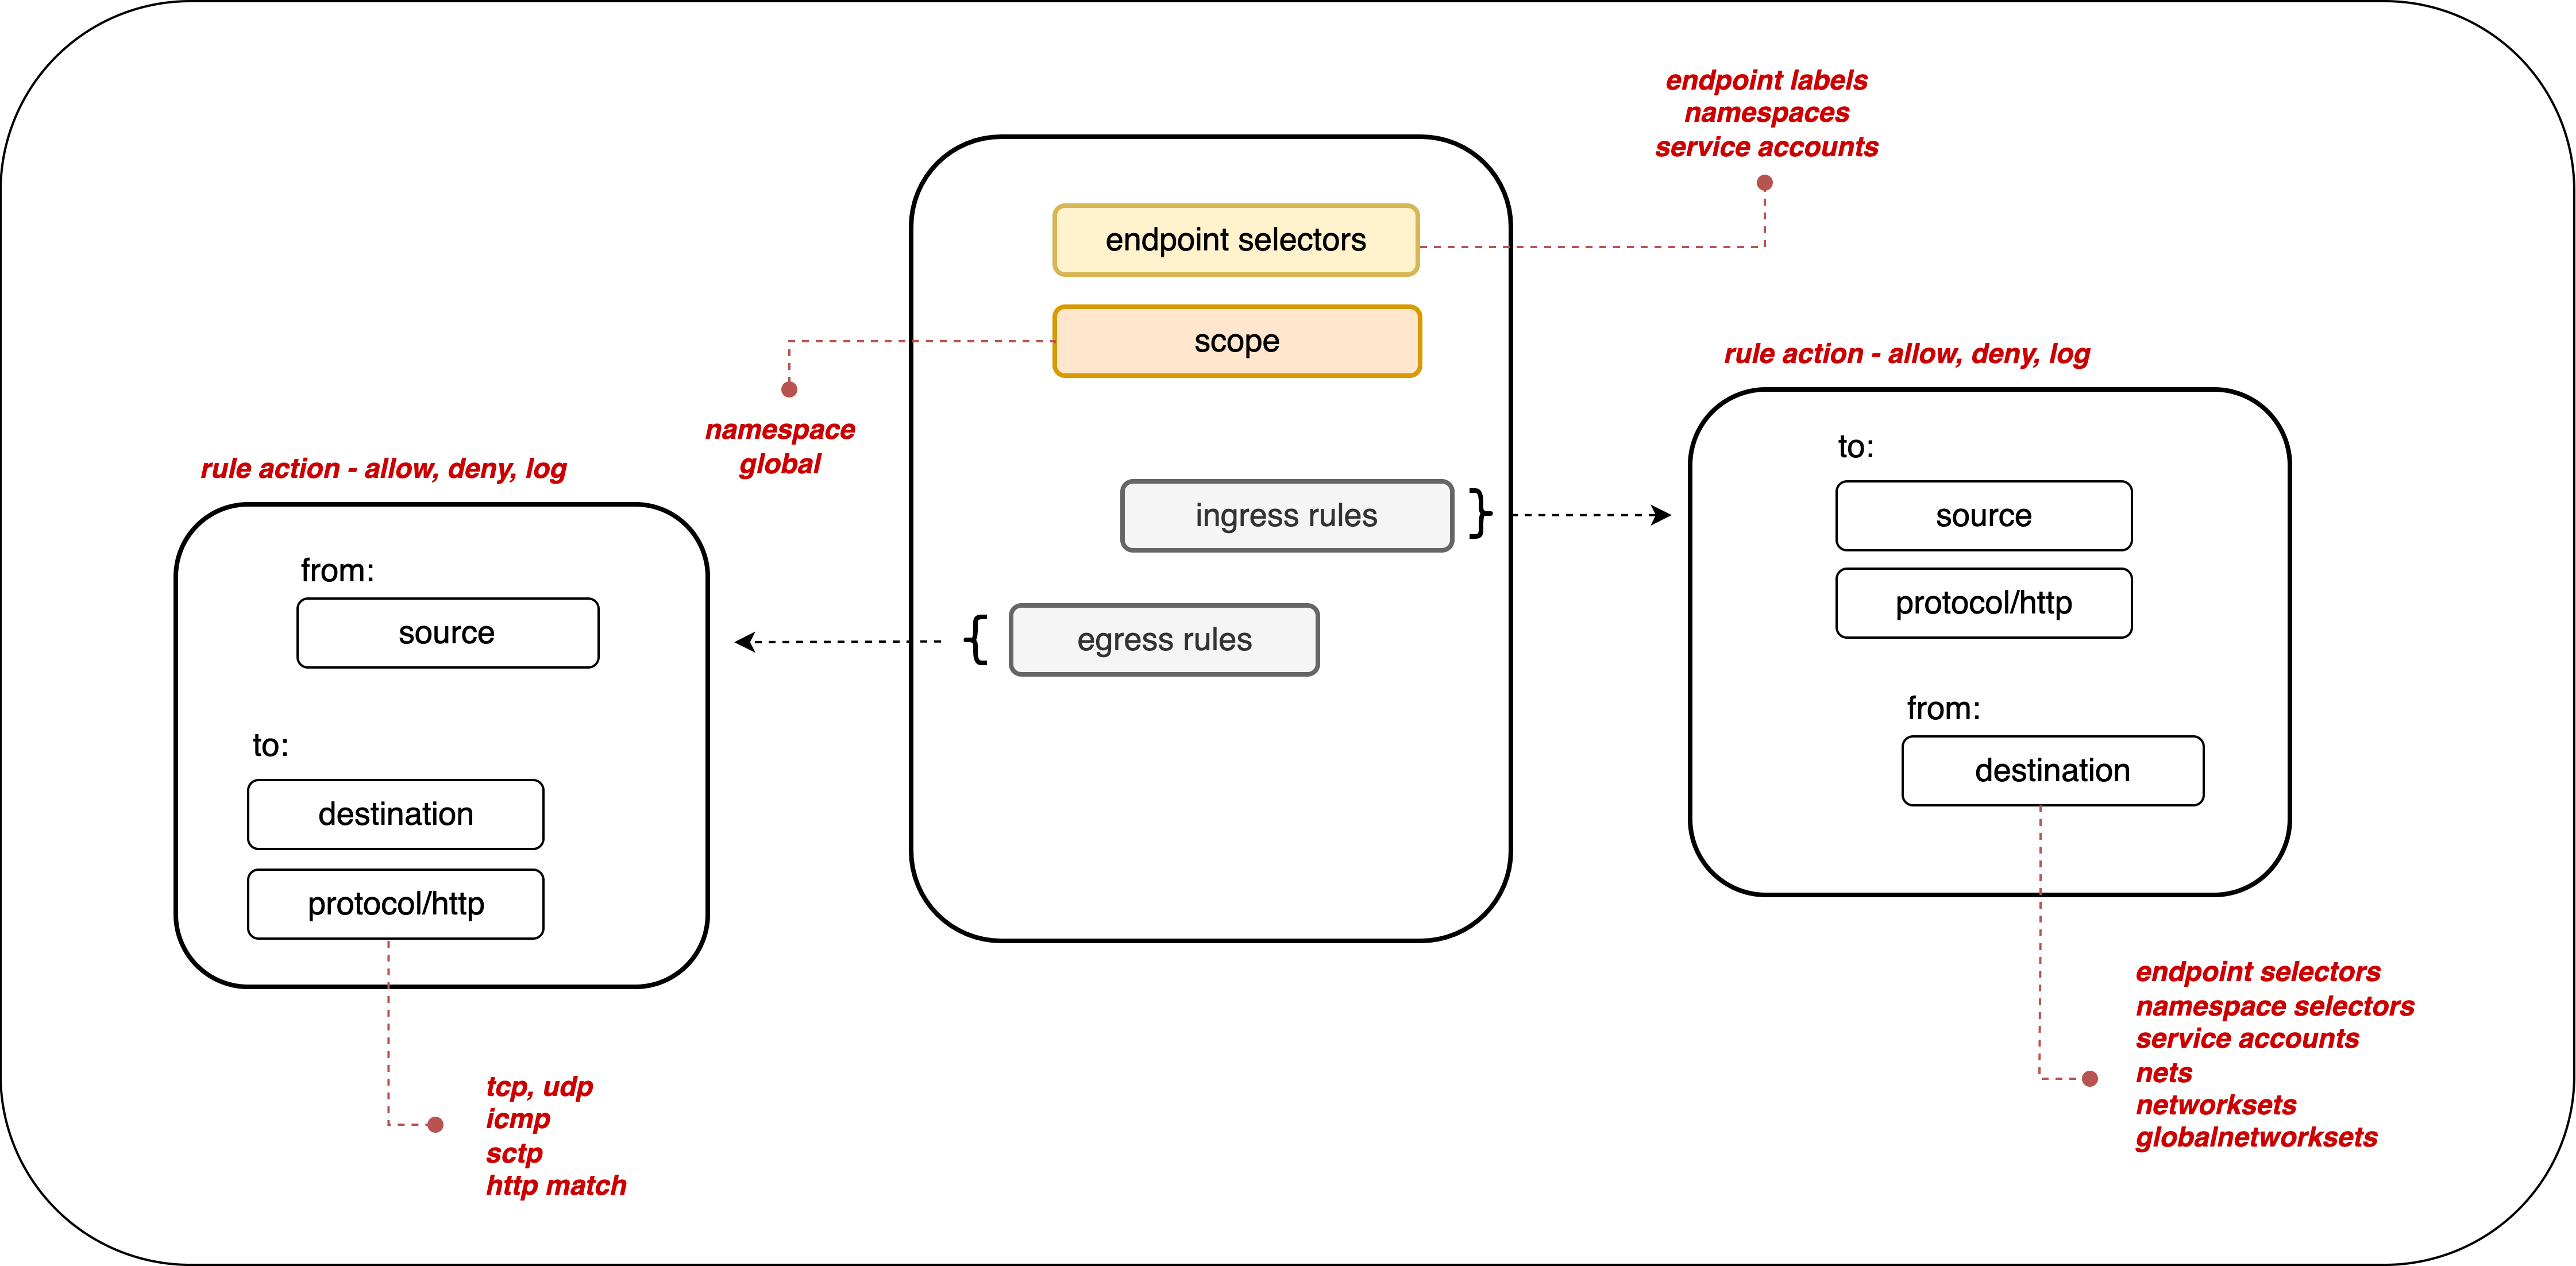 endpoint labels
namespaces
service accounts
endpoint selectors
scope
namespace
global
rule action - allow, deny, log
to:
source
protocol/http
from:
destination
ingress rules
}
egress rules
{
rule action - allow, deny, log
from:
source
to:
destination
protocol/http
tcp, udp
icmp
sctp
http match
endpoint selectors
namespace selectors
service accounts
nets
networksets
globalnetworksets